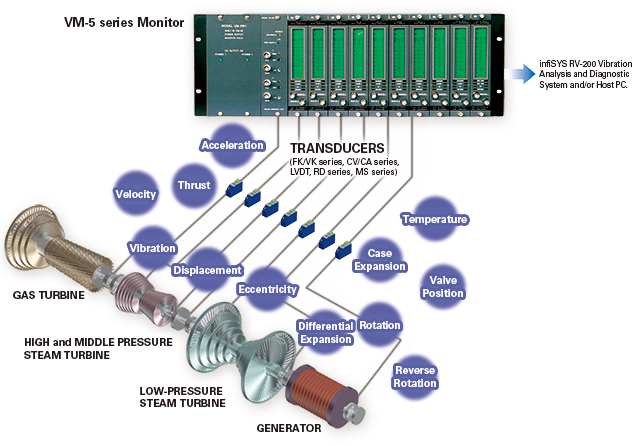 VM-5 series Monitor
infiSYS RV-200 Vibration
Analysis and Diagnostic
System and/or Host PC.
TRANSDUCERS
(FK/VK series, CV/CA series,
LVDT, RD series, MS series)
Acceleration
Thrust
Velocity
Temperature
Vibration
Displacement
Case
Expansion
Eccentricity
Valve
Position
GAS TURBINE
Differential
Expansion
Rotation
HIGH and MIDDLE PRESSURE
STEAM TURBINE
Reverse
Rotation
LOW-PRESSURE
STEAM TURBINE
GENERATOR